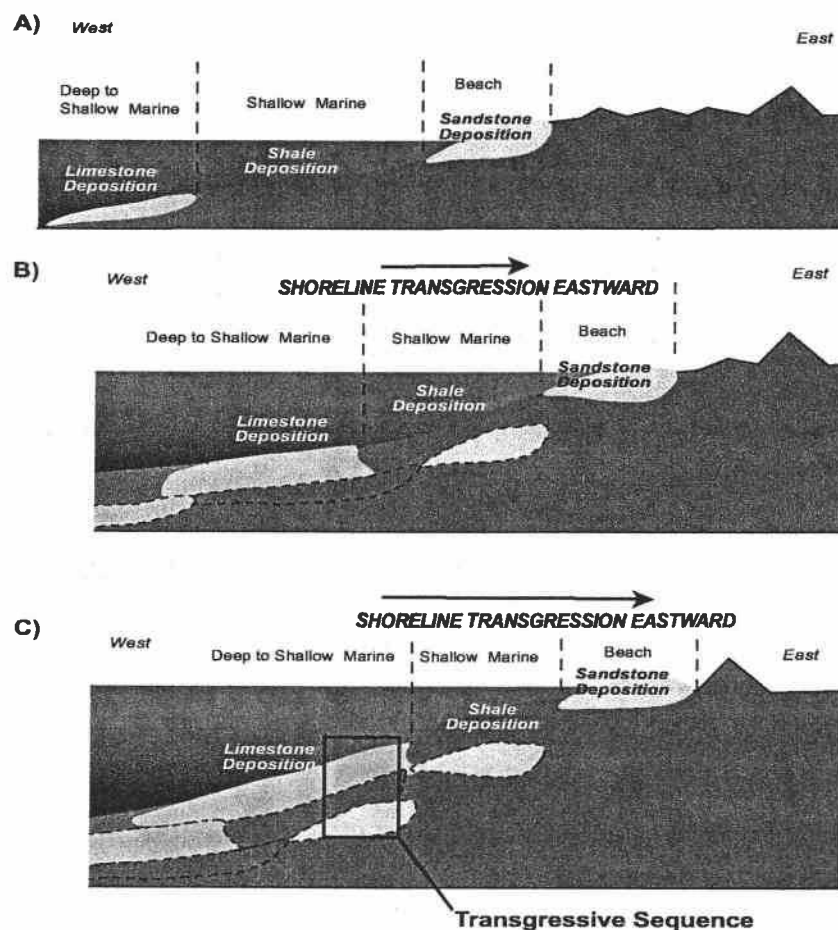 A)
West
East
Deep to
Shallow Marine
Shallow Marine
Beach
Sandstone
Deposition
Shale
Deposition
Limestone
Deposition
B)
West
East
SHORELINE TRANSGRESSION EASTWARD
Deep to Shallow Marine
Shallow Marine
Beach
Sandstone
Deposition
Shale
Deposition
Limestone
Deposition
C)
SHORELINE TRANSGRESSION EASTWARD
West
East
Deep to Shallow Marine
Shallow Marine
Beach
Sandstone
Deposition
Shale
Deposition
Limestone
Deposition
Transgressive Sequence